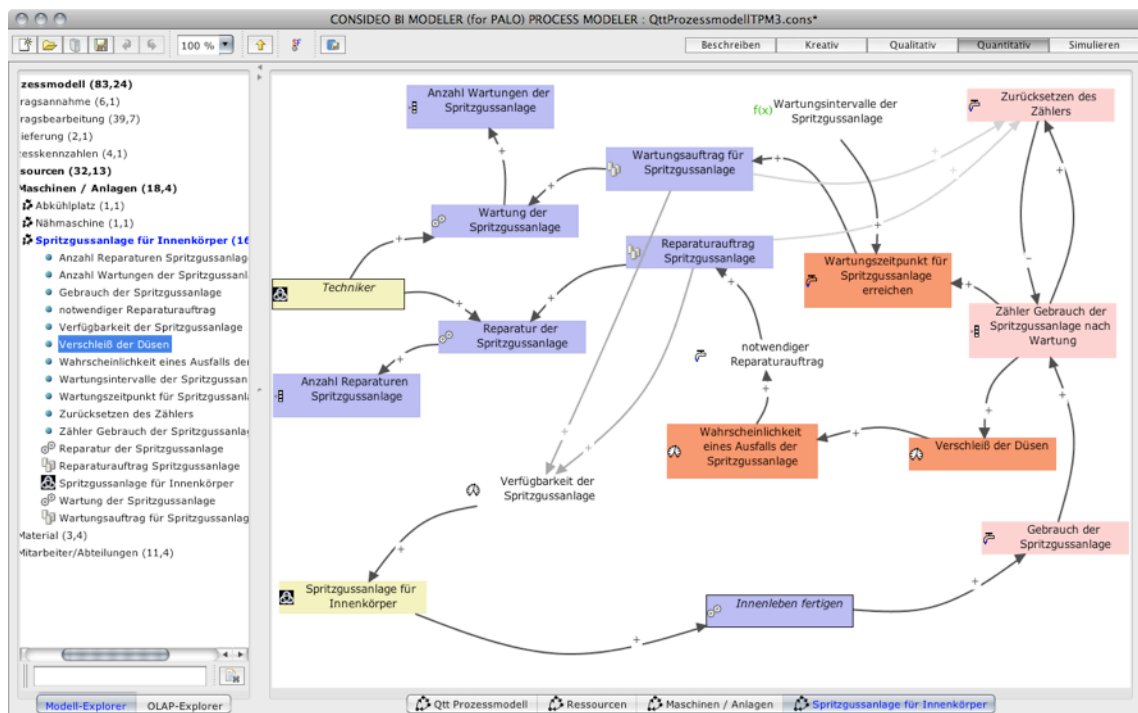 CONSIDEO BI MODELER (for PALO) PROCESS MODELER : QttProzessmodellTPM3.cons*
100 %
Beschreiben
Kreativ
Qualitativ
Quantitativ
Simulieren
zessmodell (83,24)
ragsannahme (6,1)
ragsbearbeitung (39,7)
ieferung (2,1)
zesskennzahlen (4,1)
sourcen (32,13)
Maschinen / Anlagen (18,4)
Abkühlplatz (1,1)
Nähmaschine (1,1)
Spritzgussanlage für Innenkörper (16
Anzahl Reparaturen Spritzgussanlage
Anzahl Wartungen der Spritzgussanl
Gebrauch der Spritzgussanlage
notwendiger Reparaturauftrag
Verfügbarkeit der Spritzgussanlage
Verschleiß der Düsen
Wahrscheinlichkeit eines Ausfalls der
Wartungsintervalle der Spritzgussan
Wartungszeitpunkt für Spritzgussanl
Zurücksetzen des Zählers
Zähler Gebrauch der Spritzgussanlag
Reparatur der Spritzgussanlage
Reparaturauftrag Spritzgussanlage
Spritzgussanlage für Innenkörper
Wartung der Spritzgussanlage
Wartungsauftrag für Spritzgussanlag
Material (3,4)
Mitarbeiter/Abteilungen (11,4)
Modell-Explorer
OLAP-Explorer
Anzahl Wartungen der
Spritzgussanlage
f(x)
Wartungsintervalle der
Spritzgussanlage
Zurücksetzen des
Zählers
Wartungsauftrag für
Spritzgussanlage
Wartung der
Spritzgussanlage
Reparaturauftrag
Spritzgussanlage
Wartungszeitpunkt für
Spritzgussanlage
erreichen
Techniker
Zähler Gebrauch der
Spritzgussanlage nach
Wartung
Reparatur der
Spritzgussanlage
notwendiger
Reparaturauftrag
Anzahl Reparaturen
Spritzgussanlage
Wahrscheinlichkeit
eines Ausfalls der
Spritzgussanlage
Verschleiß der Düsen
Verfügbarkeit der
Spritzgussanlage
Gebrauch der
Spritzgussanlage
Spritzgussanlage für
Innenkörper
Innenleben fertigen
Qtt Prozessmodell
Ressourcen
Maschinen / Anlagen
Spritzgussanlage für Innenkörper